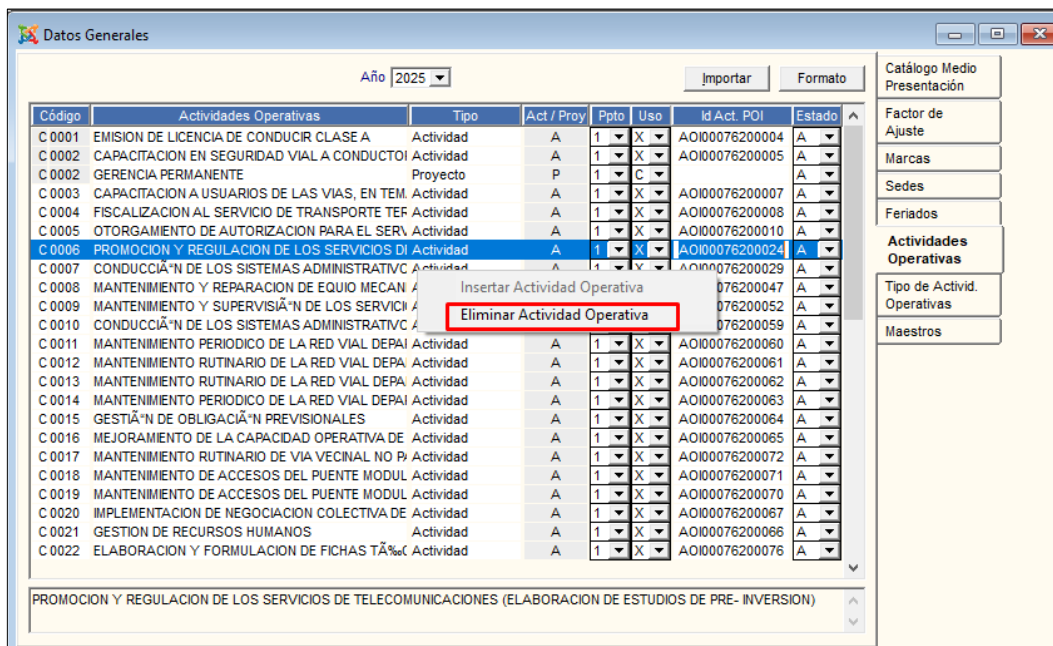 Datos Generales
Año 2025 Importar Formato
Código Actividades Operativas Tipo Act / Proy Ppto Uso Id Act. POI Estado
C 0001 EMISION DE LICENCIA DE CONDUCIR CLASE A Actividad A 1 X AOI00076200004 A
C 0002 CAPACITACION EN SEGURIDAD VIAL A CONDUCTOI Actividad A 1 X AOI00076200005 A
C 0002 GERENCIA PERMANENTE Proyecto P 1 C A
C 0003 CAPACITACION A USUARIOS DE LAS VIAS, EN TEM. Actividad A 1 X AOI00076200007 A
C 0004 FISCALIZACION AL SERVICIO DE TRANSPORTE TER Actividad A 1 X AOI00076200008 A
C 0005 OTORGAMIENTO DE AUTORIZACION PARA EL SERV Actividad A 1 X AOI00076200010 A
C 0006 PROMOCION Y REGULACION DE LOS SERVICIOS DI Actividad A 1 X AOI00076200024 A
C 0007 CONDUCCIÃ“N DE LOS SISTEMAS ADMINISTRATIVC Actividad A 1 X AOI00076200029 A
C 0008 MANTENIMIENTO Y REPARACION DE EQUIO MECAN A 76200047 A
C 0009 MANTENIMIENTO Y SUPERVISIÃ“N DE LOS SERVICI A 76200052 A
C 0010 CONDUCCIÃ“N DE LOS SISTEMAS ADMINISTRATIVC A 76200059 A
Insertar Actividad Operativa
Eliminar Actividad Operativa
C 0011 MANTENIMIENTO PERIODICO DE LA RED VIAL DEPAI Actividad A 1 X AOI00076200060 A
C 0012 MANTENIMIENTO RUTINARIO DE LA RED VIAL DEPA Actividad A 1 X AOI00076200061 A
C 0013 MANTENIMIENTO RUTINARIO DE LA RED VIAL DEPA Actividad A 1 X AOI00076200062 A
C 0014 MANTENIMIENTO PERIODICO DE LA RED VIAL DEPAI Actividad A 1 X AOI00076200063 A
C 0015 GESTIÃ“N DE OBLIGACIÃ“N PREVISIONALES Actividad A 1 X AOI00076200064 A
C 0016 MEJORAMIENTO DE LA CAPACIDAD OPERATIVA DE Actividad A 1 X AOI00076200065 A
C 0017 MANTENIMIENTO RUTINARIO DE VIA VECINAL NO PA Actividad A 1 X AOI00076200072 A
C 0018 MANTENIMIENTO DE ACCESOS DEL PUENTE MODUL Actividad A 1 X AOI00076200071 A
C 0019 MANTENIMIENTO DE ACCESOS DEL PUENTE MODUL Actividad A 1 X AOI00076200070 A
C 0020 IMPLEMENTACION DE NEGOCIACION COLECTIVA DE Actividad A 1 X AOI00076200067 A
C 0021 GESTION DE RECURSOS HUMANOS Actividad A 1 X AOI00076200066 A
C 0022 ELABORACION Y FORMULACION DE FICHAS TÃ‰C Actividad A 1 X AOI00076200076 A
PROMOCION Y REGULACION DE LOS SERVICIOS DE TELECOMUNICACIONES (ELABORACION DE ESTUDIOS DE PRE- INVERSION)
Catálogo Medio
Presentación
Factor de
Ajuste
Marcas
Sedes
Feriados
Actividades
Operativas
Tipo de Activid.
Operativas
Maestros